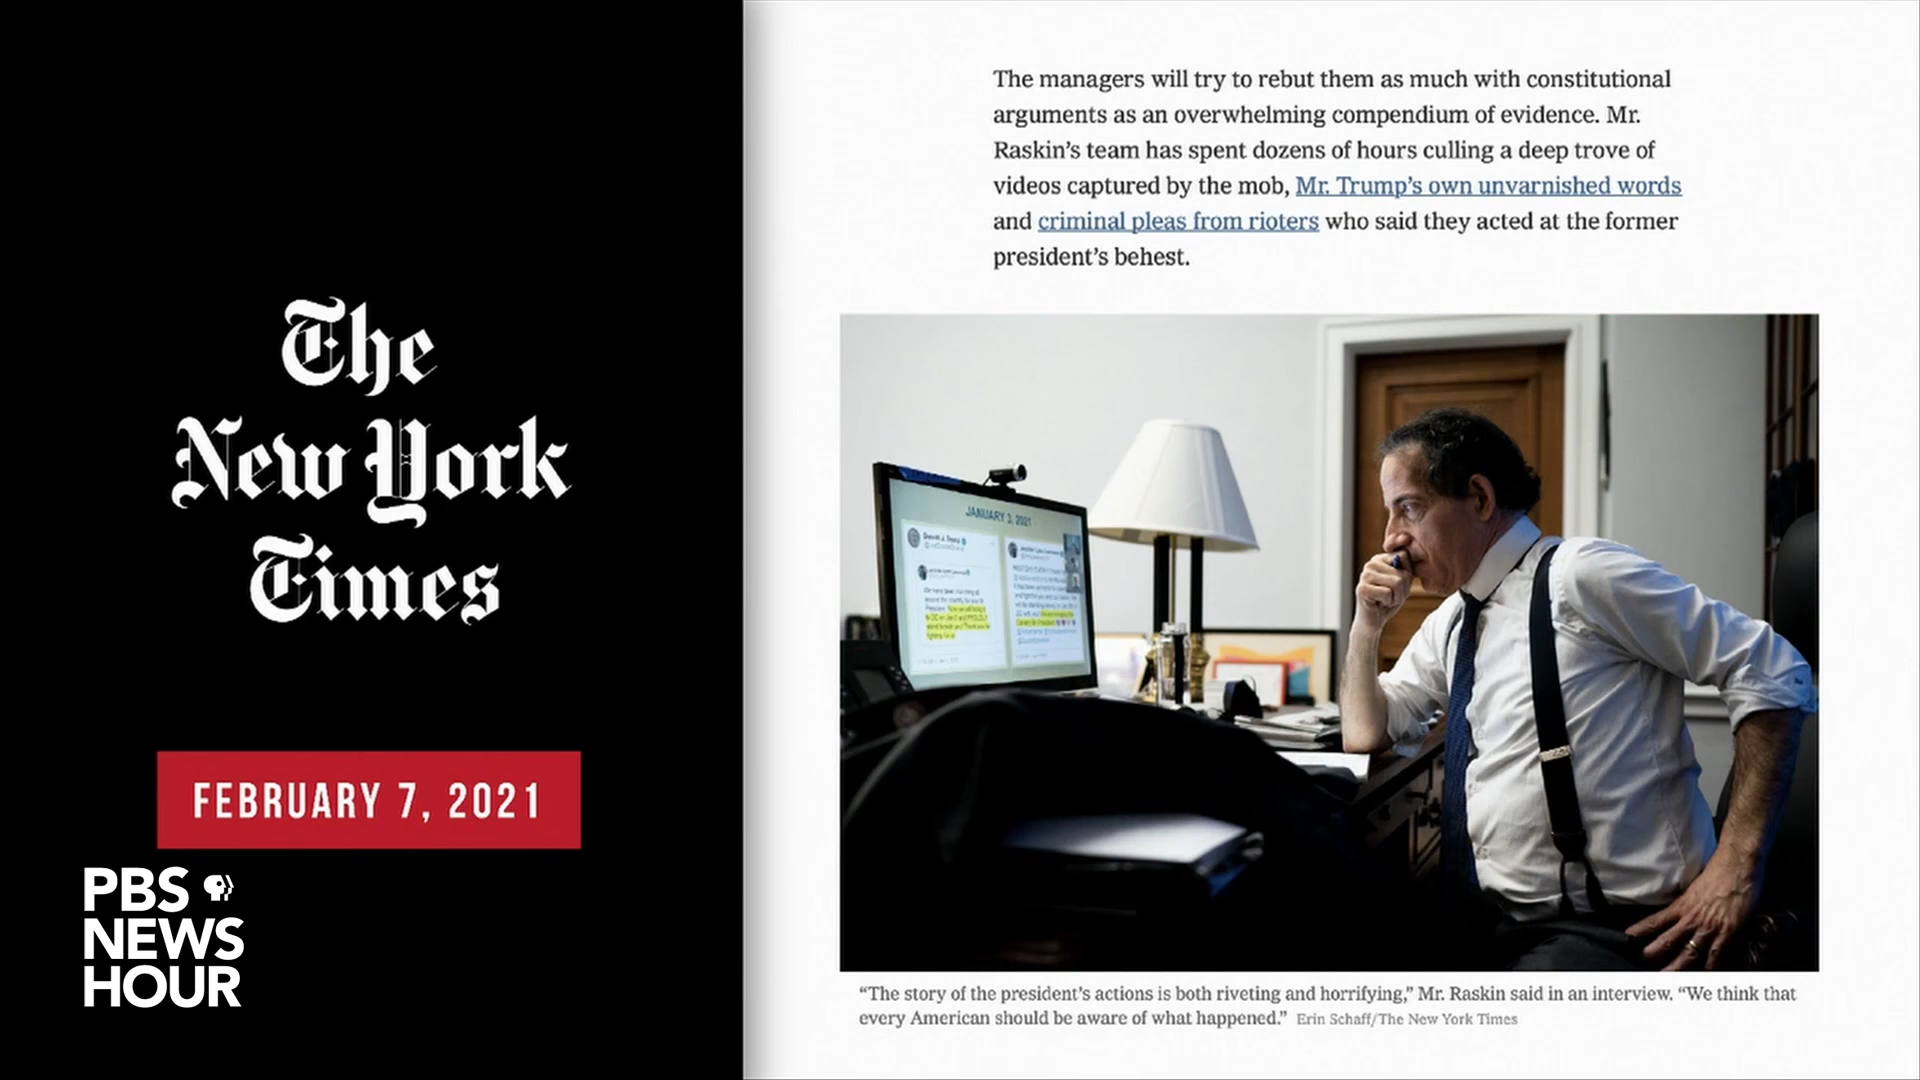 The
New York
Times
FEBRUARY 7, 2021
PBS
NEWS
HOUR
The managers will try to rebut them as much with constitutional
arguments as an overwhelming compendium of evidence. Mr.
Raskin’s team has spent dozens of hours culling a deep trove of
videos captured by the mob, Mr. Trump’s own unvarnished words
and criminal pleas from rioters who said they acted at the former
president’s behest.
JANUARY 3, 2021
Donald J. Trump
“The story of the president’s actions is both riveting and horrifying,” Mr. Raskin said in an interview. “We think that
every American should be aware of what happened.” Erin Schaff/The New York Times